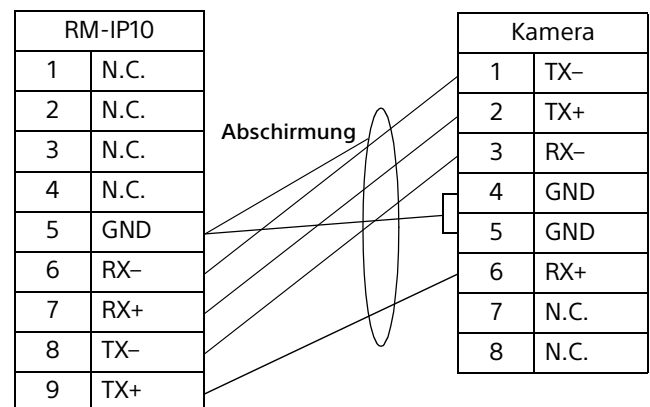 RM-IP10
1 N.C.
2 N.C.
3 N.C.
4 N.C.
5 GND
6 RX–
7 RX+
8 TX–
9 TX+
Abschirmung
Kamera
1 TX–
2 TX+
3 RX–
4 GND
5 GND
6 RX+
7 N.C.
8 N.C.